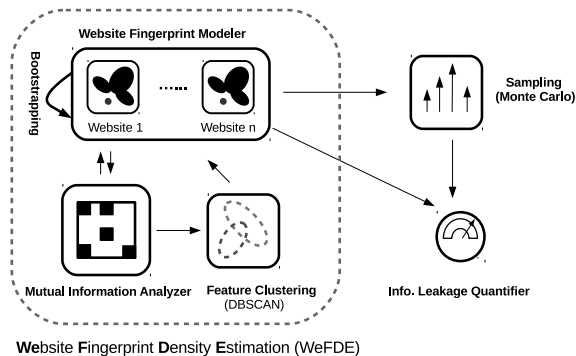 Website Fingerprint Modeler
Bootstrapping
Website 1
Website n
Sampling
(Monte Carlo)
Mutual Information Analyzer
Feature Clustering
(DBSCAN)
Info. Leakage Quantifier
Website Fingerprint Density Estimation (WeFDE)